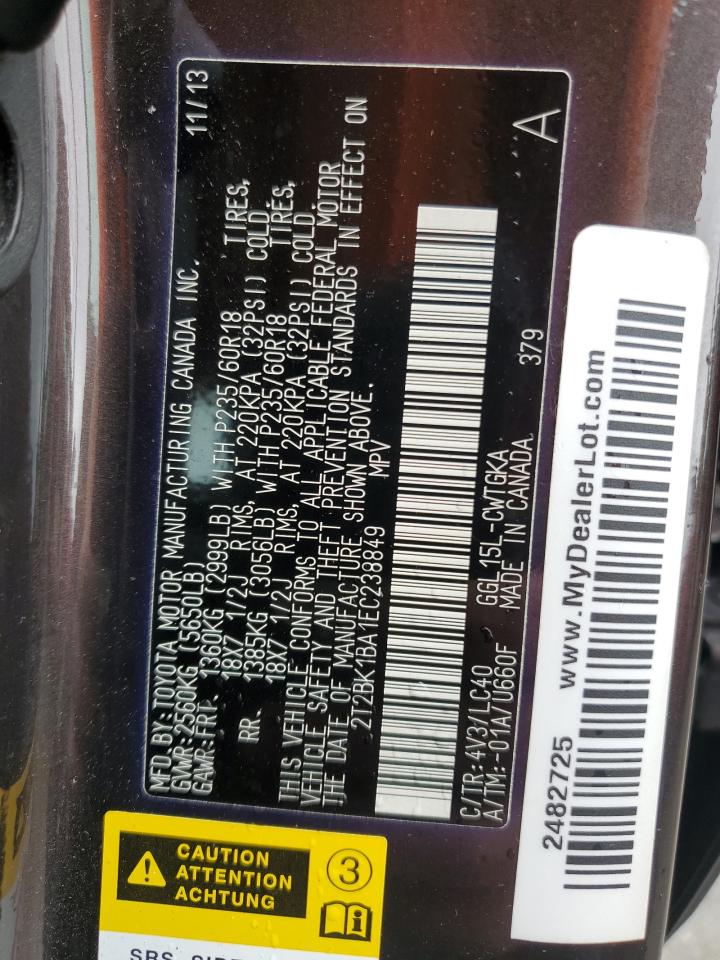 MFD.BY:TOYOTA MOTOR MANUFACTURING CANADA INC. 11/13
GVWR:2560KG (5650LB)
GAWR:FRT. 1360KG (2999LB) WITH P235/60R18 TIRES,
18X7 1/2J RIMS, AT 220KPA (32PSI) COLD.
RR. 1385KG (3056LB) WITH P235/60R18 TIRES,
18X7 1/2J RIMS, AT 220KPA (32PSI) COLD.
THIS VEHICLE CONFORMS TO ALL APPLICABLE FEDERAL MOTOR
VEHICLE SAFETY AND THEFT PREVENTION STANDARDS IN EFFECT ON
THE DATE OF MANUFACTURE SHOWN ABOVE.
2T2BK1BA1EC238849 MPV
C/TR:4V3/LC40 GGL15L-CWTGKA
A/TM:-01A/U660F MADE IN CANADA. 379 A
2482725 www.MyDealerLot.com
CAUTION
ATTENTION
ACHTUNG
3